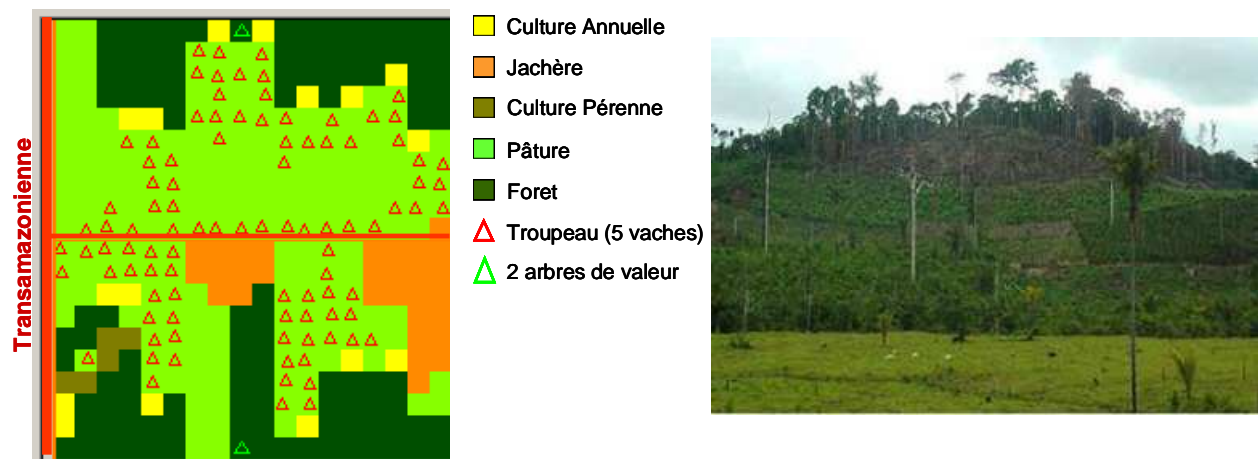 Transamazonienne
Culture Annuelle
Jachère
Culture Pérenne
Pâture
Foret
Troupeau (5 vaches)
2 arbres de valeur